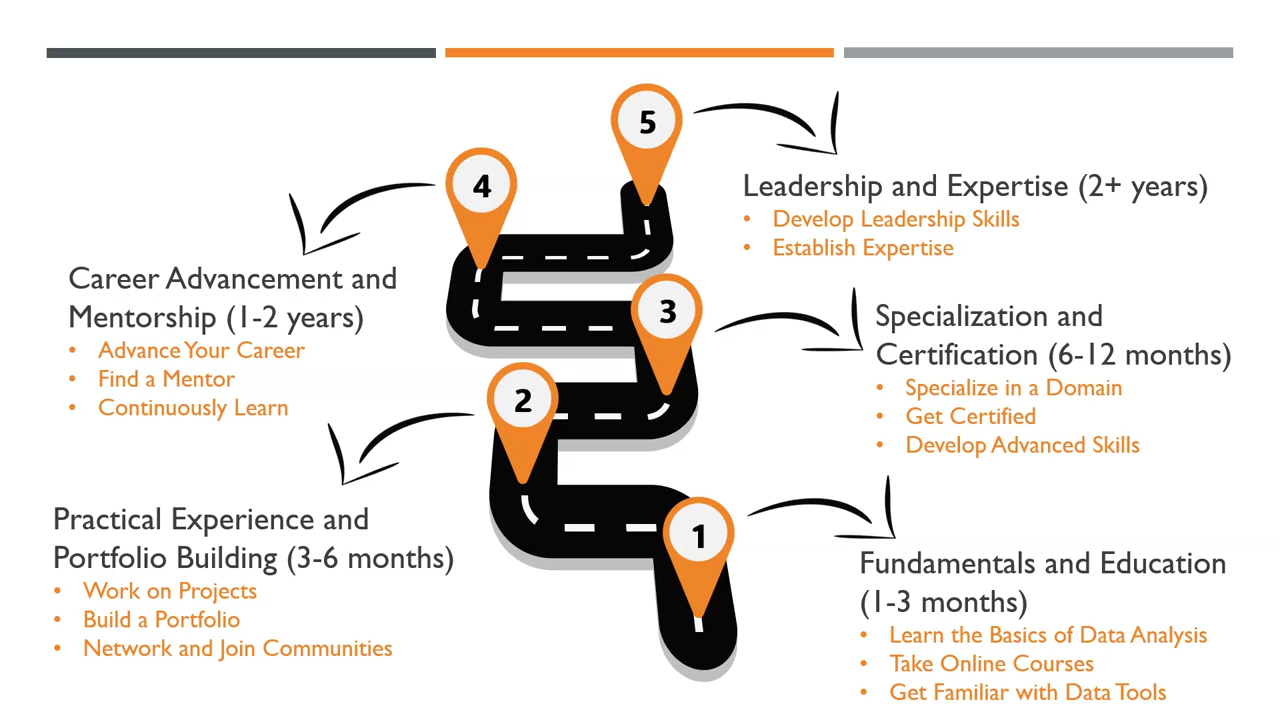 5
Leadership and Expertise (2+ years)
• Develop Leadership Skills
• Establish Expertise
4
Career Advancement and
Mentorship (1-2 years)
• Advance Your Career
• Find a Mentor
• Continuously Learn
3
Specialization and
Certification (6-12 months)
• Specialize in a Domain
• Get Certified
• Develop Advanced Skills
2
Practical Experience and
Portfolio Building (3-6 months)
• Work on Projects
• Build a Portfolio
• Network and Join Communities
1
Fundamentals and Education
(1-3 months)
• Learn the Basics of Data Analysis
• Take Online Courses
• Get Familiar with Data Tools